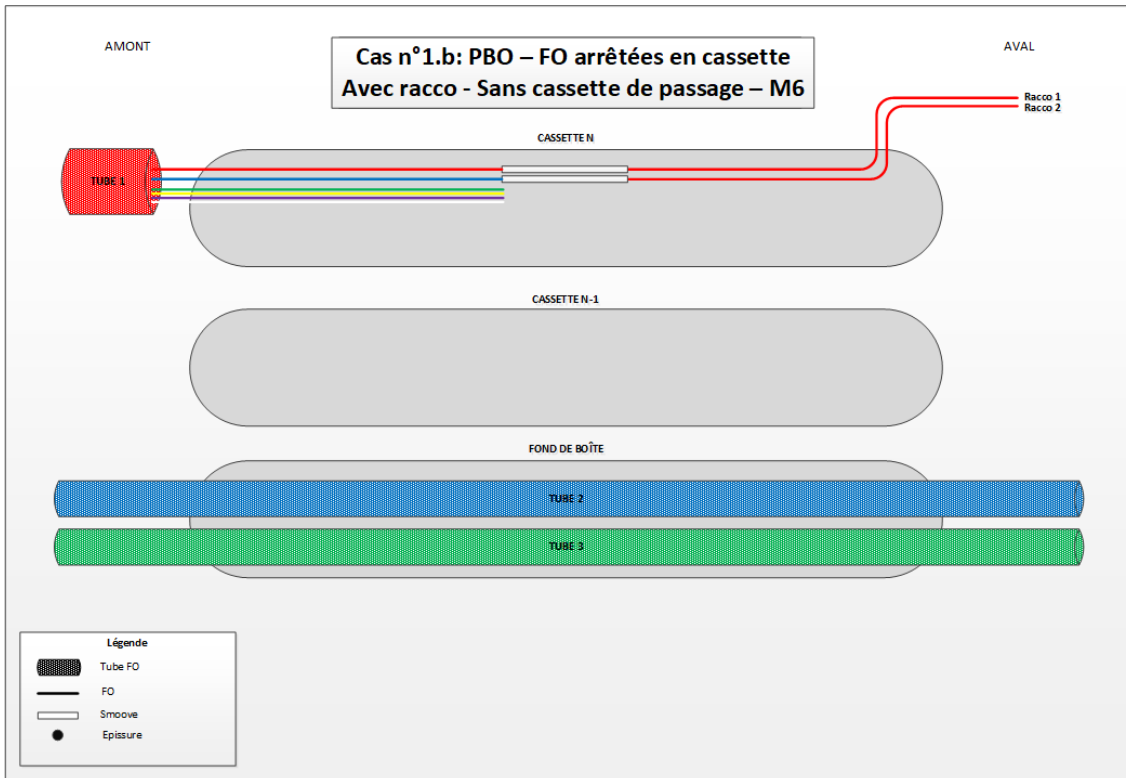 AMONT
AVAL
Cas n°1.b: PBO – FO arrêtées en cassette
Avec racco - Sans cassette de passage – M6
Racco 1
Racco 2
CASSETTE N
TUBE 1
CASSETTE N-1
FOND DE BOÎTE
TUBE 2
TUBE 3
Légende
Tube FO
FO
Smoove
Epissure